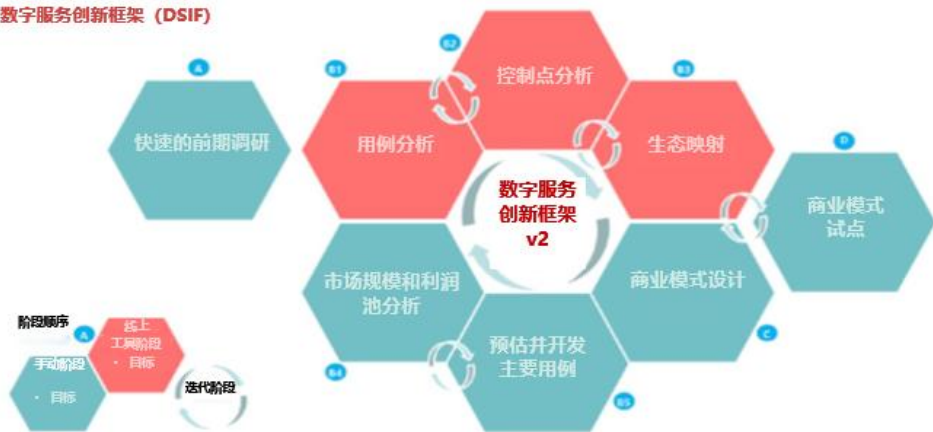 数字服务创新框架（DSIF)
B2
控制点分析
A
B1
B3
快速的前期调研
用例分析
生态映射
D
数字服务
创新框架
v2
商业模式
试点
市场规模和利润
池分析
商业模式设计
阶段顺序
A
线上
工具阶段
• 目标
预估并开发
主要用例
C
手动阶段
• 目标
迭代阶段
B4
B5